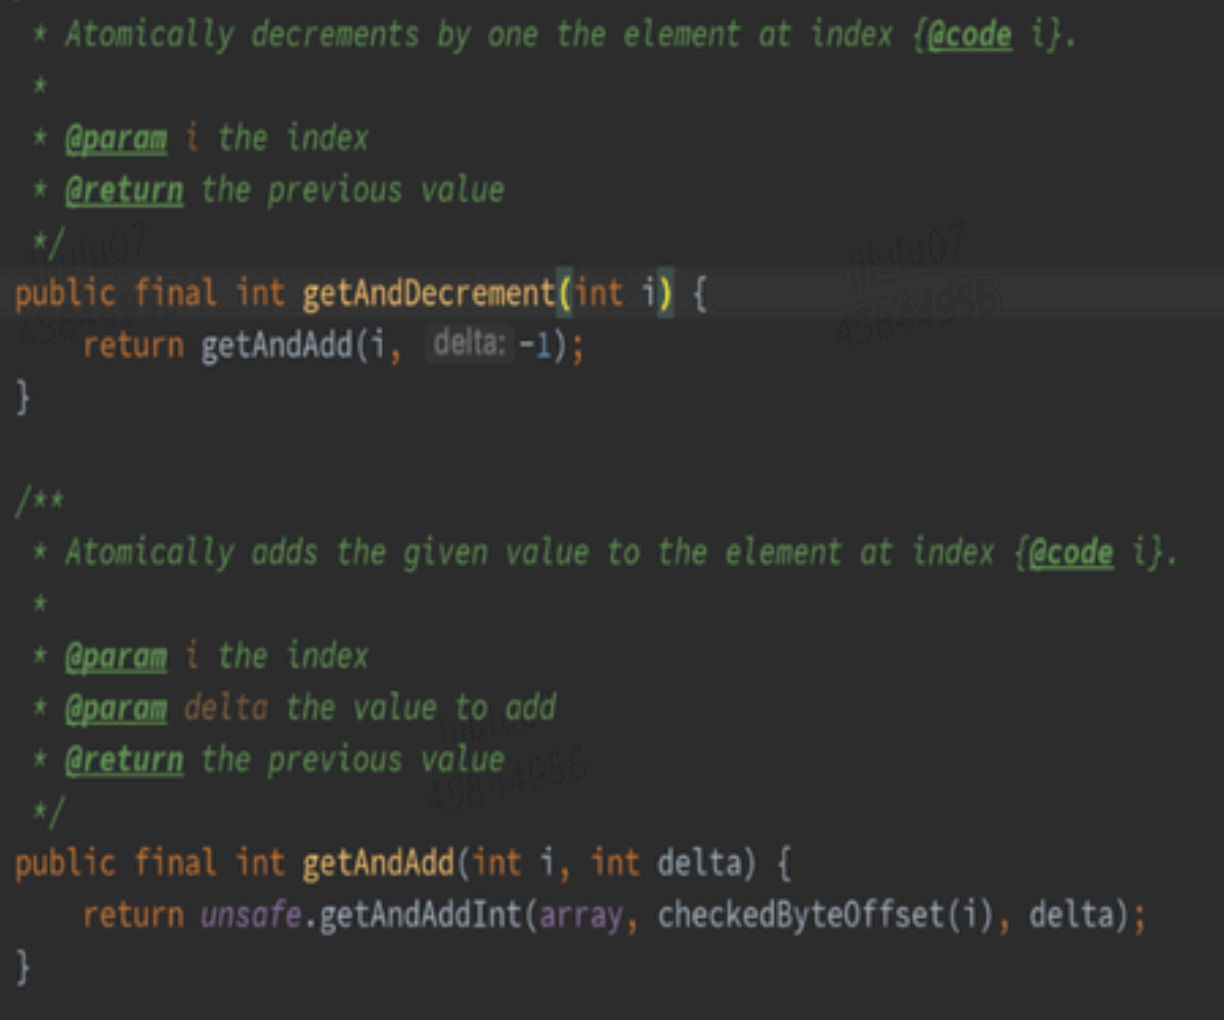 * Atomically decrements by one the element at index {@code i}.
*
* @param i the index
* @return the previous value
*/
public final int getAndDecrement(int i) {
return getAndAdd(i, delta: -1);
}
/**
* Atomically adds the given value to the element at index {@code i}.
*
* @param i the index
* @param delta the value to add
* @return the previous value
*/
public final int getAndAdd(int i, int delta) {
return unsafe.getAndAddInt(array, checkedByteOffset(i), delta);
}